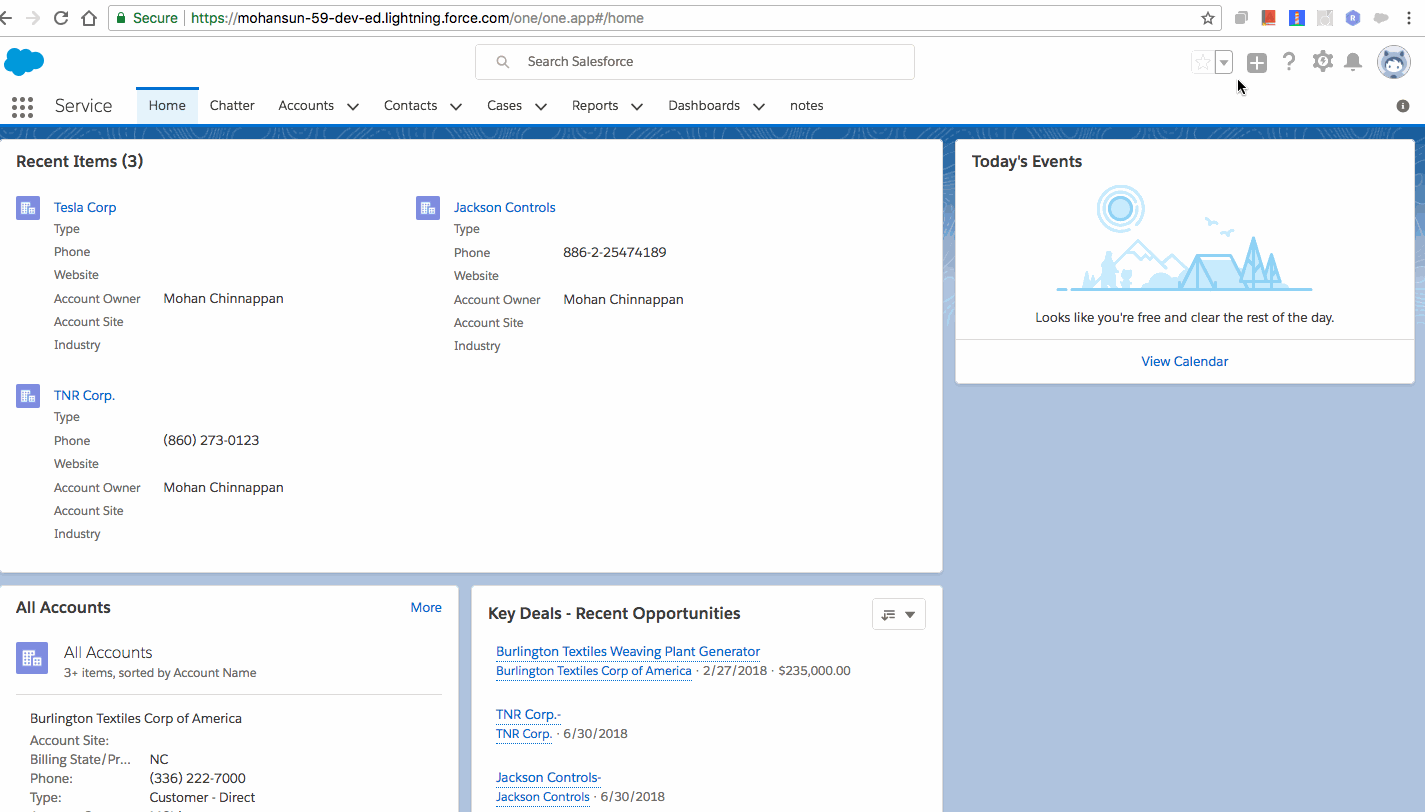 Secure https://mohansun-59-dev-ed.lightning.force.com/one/one.app#/home
Search Salesforce
Service Home Chatter Accounts Contacts Cases Reports Dashboards notes
Recent Items (3)
Tesla Corp
Type
Phone
Website
Account Owner Mohan Chinnappan
Account Site
Industry
Jackson Controls
Type
Phone 886-2-25474189
Website
Account Owner Mohan Chinnappan
Account Site
Industry
TNR Corp.
Type
Phone (860) 273-0123
Website
Account Owner Mohan Chinnappan
Account Site
Industry
Today's Events
Looks like you're free and clear the rest of the day.
View Calendar
All Accounts More
All Accounts
3+ items, sorted by Account Name
Burlington Textiles Corp of America
Account Site:
Billing State/Pr... NC
Phone: (336) 222-7000
Type: Customer - Direct
Key Deals - Recent Opportunities
Burlington Textiles Weaving Plant Generator
Burlington Textiles Corp of America · 2/27/2018 · $235,000.00
TNR Corp.-
TNR Corp. · 6/30/2018
Jackson Controls-
Jackson Controls · 6/30/2018